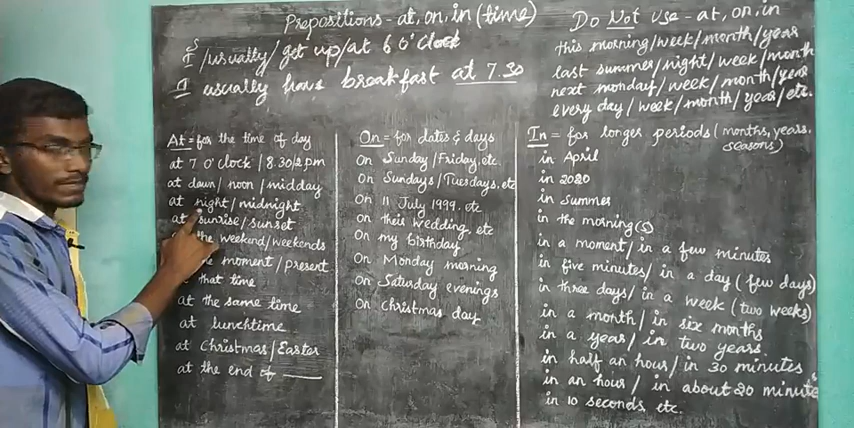 Prepositions - at, on, in (time)
S
I /usually/ get up/at 6 o'clock
I usually have breakfast at 7.30
Do Not use - at, on, in
this morning/week/month/year
last summer/night/week/month
next monday/week/month/year
every day/week/month/year/etc.
At = for the time of day
at 7 o'clock/8.30/2pm
at dawn/noon/midday
at night/midnight
at sunrise/sunset
the weekend/weekends
moment/present
that time
at the same time
at lunchtime
at Christmas/Easter
at the end of ____
On = for dates & days
on Sunday/Friday, etc.
on Sundays/Tuesdays, etc
on 11 July 1999, etc
on their wedding, etc
on my birthday
on Monday morning
on Saturday evenings
on Christmas day
In = for longer periods (months, years, seasons)
in April
in 2020
in summer
in the morning(s)
in a moment/in a few minutes
in five minutes/in a day (few days)
in three days/in a week (two weeks)
in a month/in six months
in a year/in two years.
in half an hour/in 30 minutes
in an hour/in about 20 minutes
in 10 seconds, etc.